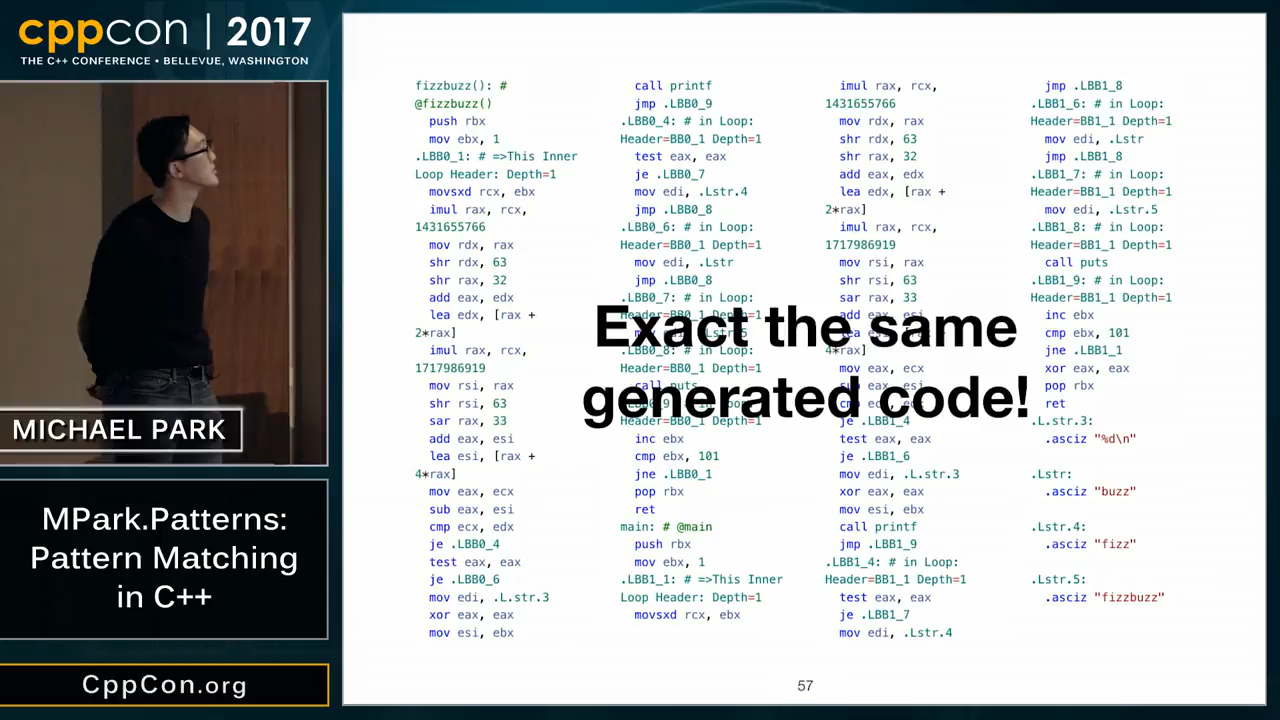 cppcon | 2017
THE C++ CONFERENCE • BELLEVUE, WASHINGTON
MICHAEL PARK
MPark.Patterns:
Pattern Matching
in C++
CppCon.org
fizzbuzz(): #
@fizzbuzz()
push rbx
mov ebx, 1
.LBB0_1: # =>This Inner
Loop Header: Depth=1
movsxd rcx, ebx
imul rax, rcx,
1431655766
mov rdx, rax
shr rdx, 63
shr rax, 32
add eax, edx
lea edx, [rax +
2*rax]
imul rax, rcx,
1717986919
mov rsi, rax
shr rsi, 63
sar rax, 33
add eax, esi
lea esi, [rax +
4*rax]
mov eax, ecx
sub eax, esi
cmp ecx, edx
je .LBB0_4
test eax, eax
je .LBB0_6
mov edi, .L.str.3
xor eax, eax
mov esi, ebx
call printf
jmp .LBB0_9
.LBB0_4: # in Loop:
Header=BB0_1 Depth=1
test eax, eax
je .LBB0_7
mov edi, .Lstr.4
jmp .LBB0_8
.LBB0_6: # in Loop:
Header=BB0_1 Depth=1
mov edi, .Lstr
jmp .LBB0_8
.LBB0_7: # in Loop:
Header=BB0_1 Depth=1
.LBB0_8: # in Loop:
Header=BB0_1 Depth=1
call puts
Header=BB0_1 Depth=1
inc ebx
cmp ebx, 101
jne .LBB0_1
pop rbx
ret
main: # @main
push rbx
mov ebx, 1
.LBB1_1: # =>This Inner
Loop Header: Depth=1
movsxd rcx, ebx
imul rax, rcx,
1431655766
mov rdx, rax
shr rdx, 63
shr rax, 32
add eax, edx
lea edx, [rax +
2*rax]
imul rax, rcx,
1717986919
mov rsi, rax
shr rsi, 63
sar rax, 33
add eax, esi
4*rax]
mov eax, ecx
sub eax, esi
je .LBB1_4
test eax, eax
je .LBB1_6
mov edi, .L.str.3
xor eax, eax
mov esi, ebx
call printf
jmp .LBB1_9
.LBB1_4: # in Loop:
Header=BB1_1 Depth=1
test eax, eax
je .LBB1_7
mov edi, .Lstr.4
jmp .LBB1_8
.LBB1_6: # in Loop:
Header=BB1_1 Depth=1
mov edi, .Lstr
jmp .LBB1_8
.LBB1_7: # in Loop:
Header=BB1_1 Depth=1
mov edi, .Lstr.5
.LBB1_8: # in Loop:
Header=BB1_1 Depth=1
call puts
.LBB1_9: # in Loop:
Header=BB1_1 Depth=1
inc ebx
cmp ebx, 101
jne .LBB1_1
xor eax, eax
pop rbx
ret
.L.str.3:
.asciz "%d\n"
.Lstr:
.asciz "buzz"
.Lstr.4:
.asciz "fizz"
.Lstr.5:
.asciz "fizzbuzz"
Exact the same
generated code!
57